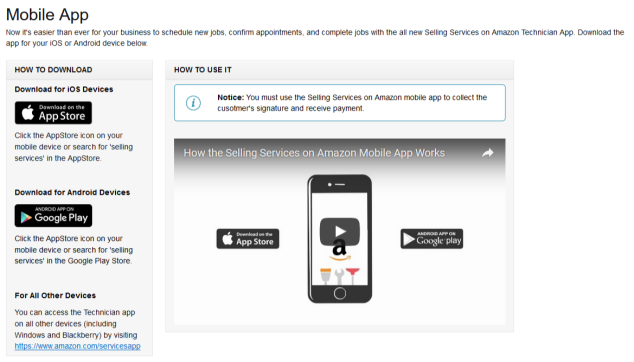 Mobile App
Now it's easier than ever for your business to schedule new jobs, confirm appointments, and complete jobs with the all new Selling Services on Amazon Technician App. Download the
app for your iOS or Android device below.
HOW TO DOWNLOAD
Download for iOS Devices
Download on the
App Store
Click the AppStore icon on your
mobile device or search for 'selling
services' in the AppStore.
Download for Android Devices
ANDROID APP ON
Google Play
Click the AppStore icon on your
mobile device or search for 'selling
services' in the Google Play Store.
For All Other Devices
You can access the Technician app
on all other devices (including
Windows and Blackberry) by visiting
https://www.amazon.com/servicesapp
HOW TO USE IT
Notice: You must use the Selling Services on Amazon mobile app to collect the
cusotmer's signature and receive payment.
How the Selling Services on Amazon Mobile App Works
Download on the
App Store
a
ANDROID APP ON
Google play